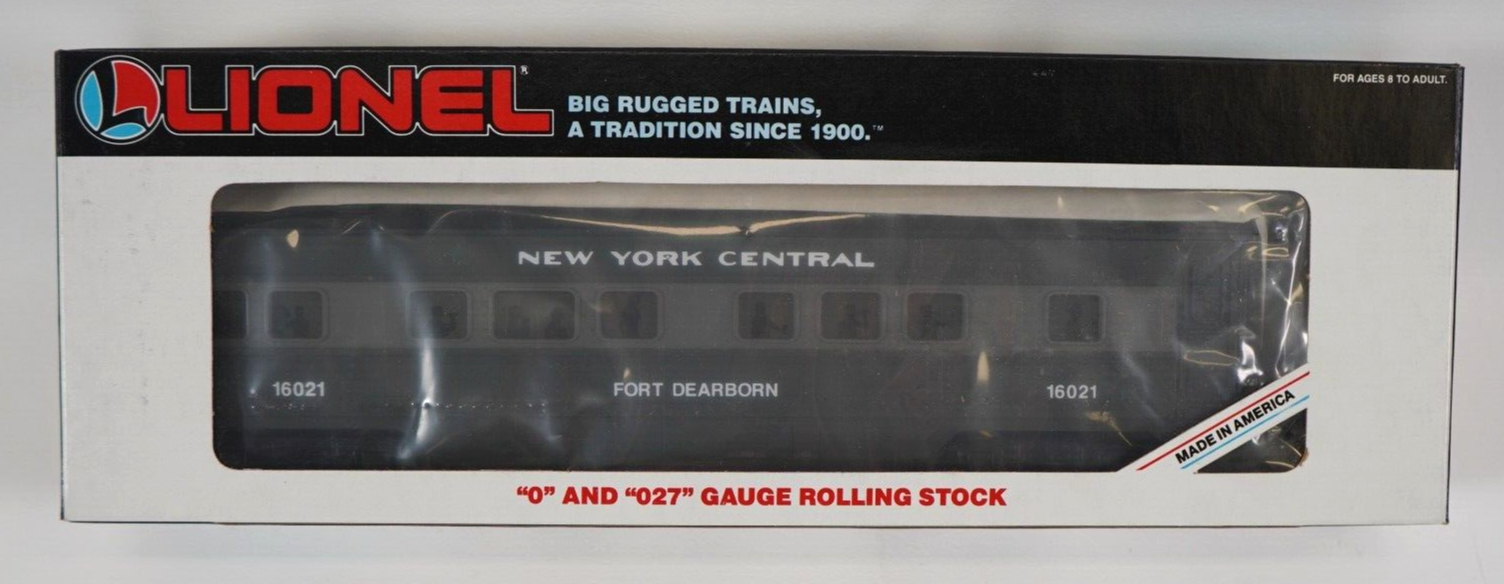 LIONEL®
BIG RUGGED TRAINS,
A TRADITION SINCE 1900.™
FOR AGES 8 TO ADULT.
NEW YORK CENTRAL
16021
FORT DEARBORN
16021
MADE IN AMERICA
"0" AND "027" GAUGE ROLLING STOCK